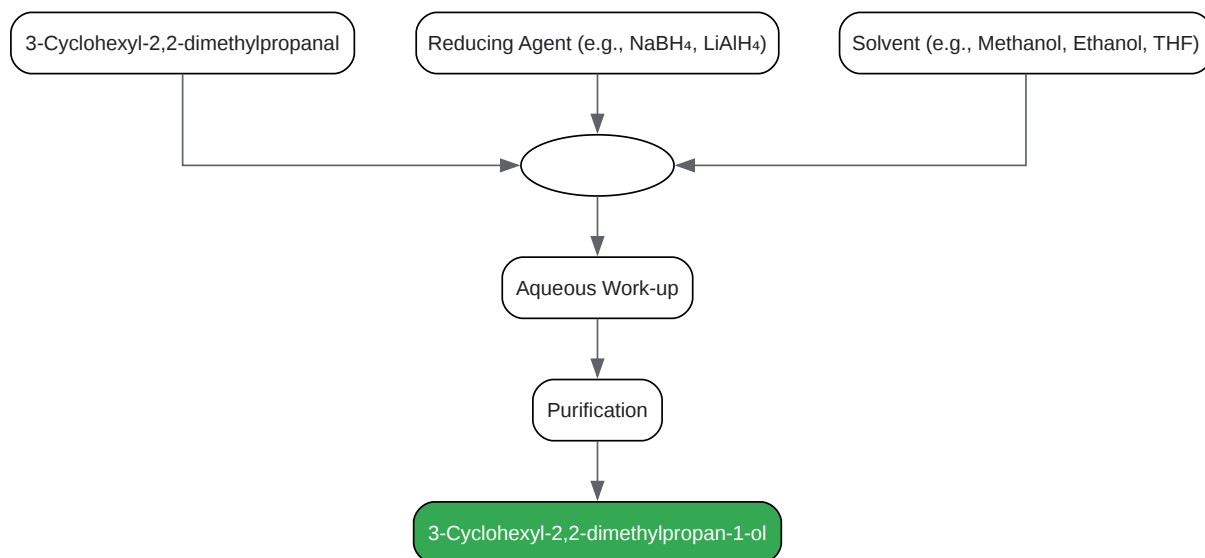 3-Cyclohexyl-2,2-dimethylpropanal
Reducing Agent (e.g., NaBH₄, LiAlH₄)
Solvent (e.g., Methanol, Ethanol, THF)
Aqueous Work-up
Purification
3-Cyclohexyl-2,2-dimethylpropan-1-ol